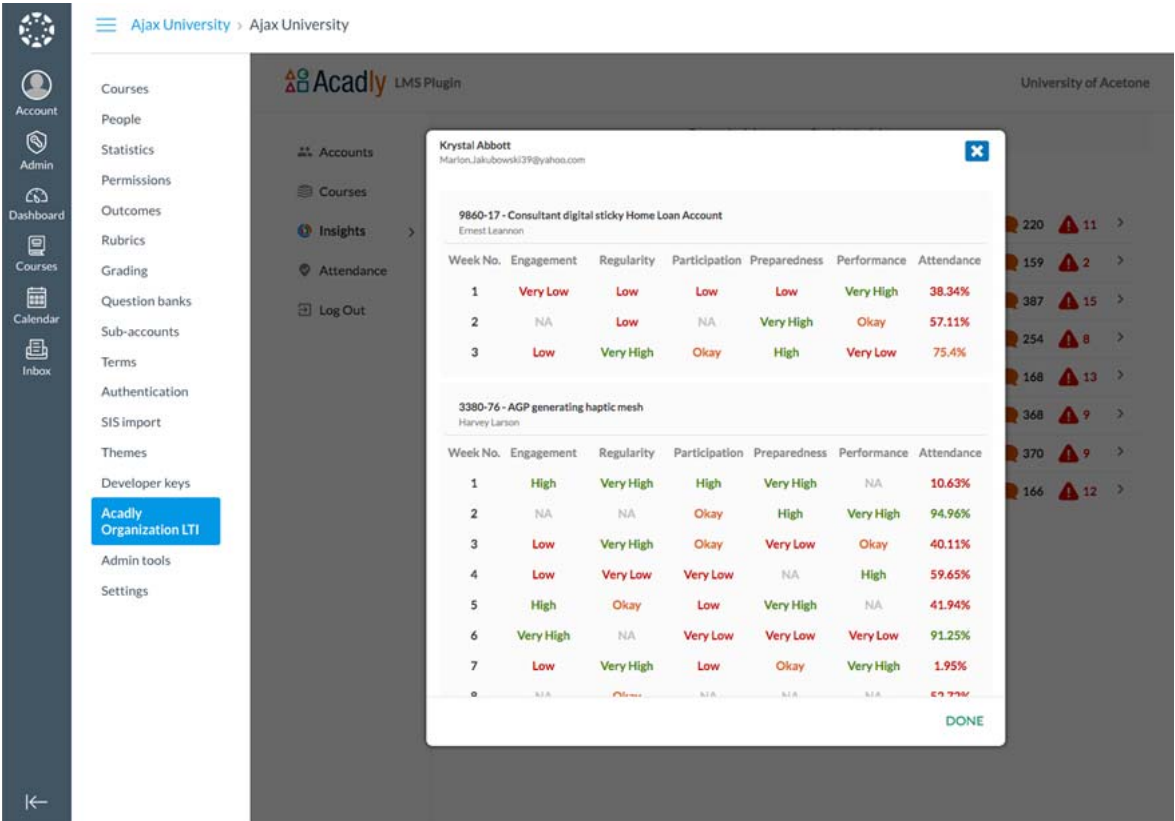 Ajax University › Ajax University
Account
Admin
Dashboard
Courses
Calendar
Inbox
Courses
People
Statistics
Permissions
Outcomes
Rubrics
Grading
Question banks
Sub-accounts
Terms
Authentication
SIS import
Themes
Developer keys
Acadly
Organization LTI
Admin tools
Settings
Acadly LMS Plugin
University of Acetone
Accounts
Courses
Insights
Attendance
Log Out
Krystal Abbott
Marlon.Jakubowski39@yahoo.com
9860-17 - Consultant digital sticky Home Loan Account
Ernest Leannon
Week No. Engagement Regularity Participation Preparedness Performance Attendance
1 Very Low Low Low Low Very High 38.34%
2 NA Low NA Very High Okay 57.11%
3 Low Very High Okay High Very Low 75.4%
3380-76 - AGP generating haptic mesh
Harvey Larson
Week No. Engagement Regularity Participation Preparedness Performance Attendance
1 High Very High High Very High NA 10.63%
2 NA NA Okay High Very High 94.96%
3 Low Very High Okay Very Low Okay 40.11%
4 Low Very Low Very Low NA High 59.65%
5 High Okay Low Very High NA 41.94%
6 Very High NA Very Low Very Low Very Low 91.25%
7 Low Very High Low Okay Very High 1.95%
DONE
220 11
159 2
387 15
254 8
168 13
368 9
370 9
166 12